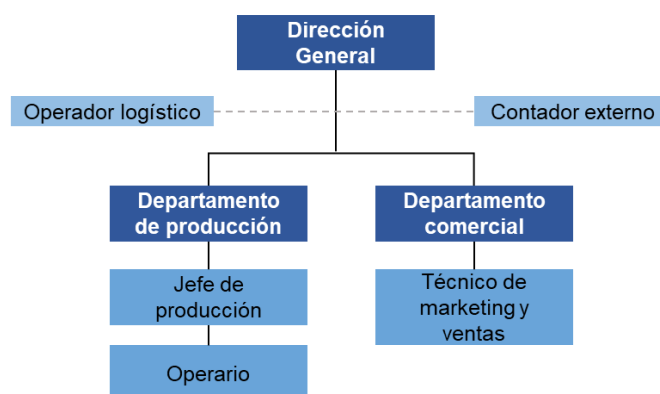 Dirección
General
Operador logístico
Contador externo
Departamento
de producción
Departamento
comercial
Jefe de
producción
Técnico de
marketing y
ventas
Operario